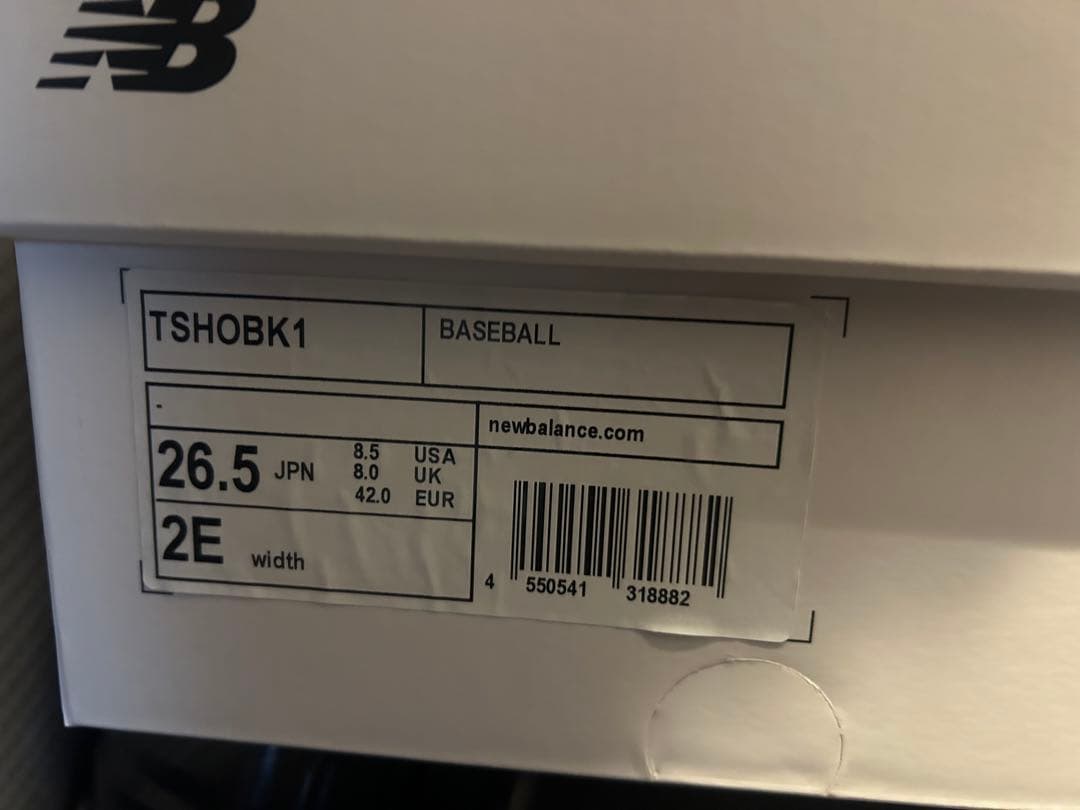 NB
TSHOBK1
BASEBALL
-
newbalance.com
26.5 JPN
8.5 USA
8.0 UK
42.0 EUR
2E width
4 550541 318882